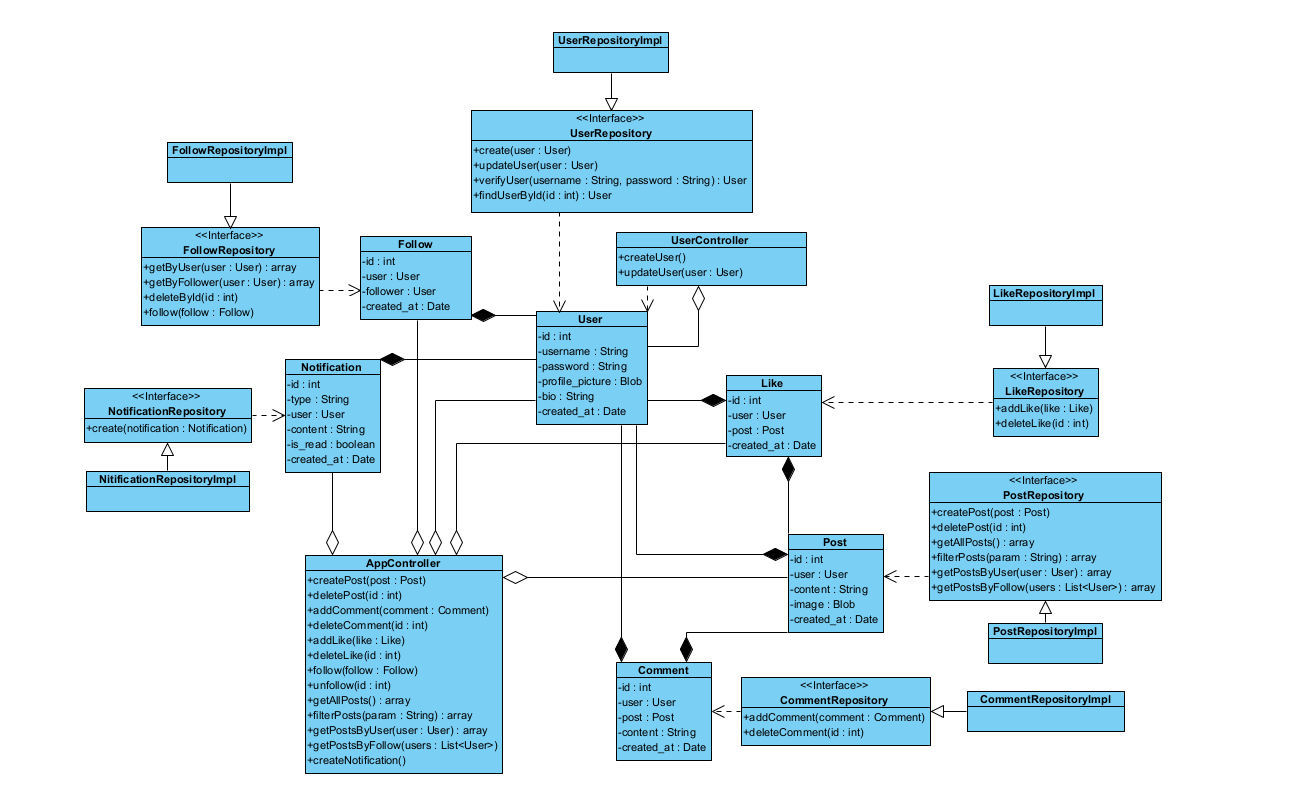 UserRepositoryImpl
<<Interface>>
UserRepository
+create(user : User)
+updateUser(user : User)
+verifyUser(username : String, password : String) : User
+findUserById(id : int) : User
FollowRepositoryImpl
<<Interface>>
FollowRepository
+getByUser(user : User) : array
+getByFollower(user : User) : array
+deleteById(id : int)
+follow(follow : Follow)
Follow
-id : int
-user : User
-follower : User
-created_at : Date
UserController
+createUser()
+updateUser(user : User)
User
-id : int
-username : String
-password : String
-profile_picture : Blob
-bio : String
-created_at : Date
LikeRepositoryImpl
<<Interface>>
LikeRepository
+addLike(like : Like)
+deleteLike(id : int)
Notification
-id : int
-type : String
-user : User
-content : String
-is_read : boolean
-created_at : Date
<<Interface>>
NotificationRepository
+create(notification : Notification)
NitificationRepositoryImpl
Like
-id : int
-user : User
-post : Post
-created_at : Date
<<Interface>>
PostRepository
+createPost(post : Post)
+deletePost(id : int)
+getAllPosts() : array
+filterPosts(param : String) : array
+getPostsByUser(user : User) : array
+getPostsByFollow(users : List<User>) : array
PostRepositoryImpl
Post
-id : int
-user : User
-content : String
-image : Blob
-created_at : Date
AppController
+createPost(post : Post)
+deletePost(id : int)
+addComment(comment : Comment)
+deleteComment(id : int)
+addLike(like : Like)
+deleteLike(id : int)
+follow(follow : Follow)
+unfollow(id : int)
+getAllPosts() : array
+filterPosts(param : String) : array
+getPostsByUser(user : User) : array
+getPostsByFollow(users : List<User>)
+createNotification()
Comment
-id : int
-user : User
-post : Post
-content : String
-created_at : Date
<<Interface>>
CommentRepository
+addComment(comment : Comment)
+deleteComment(id : int)
CommentRepositoryImpl